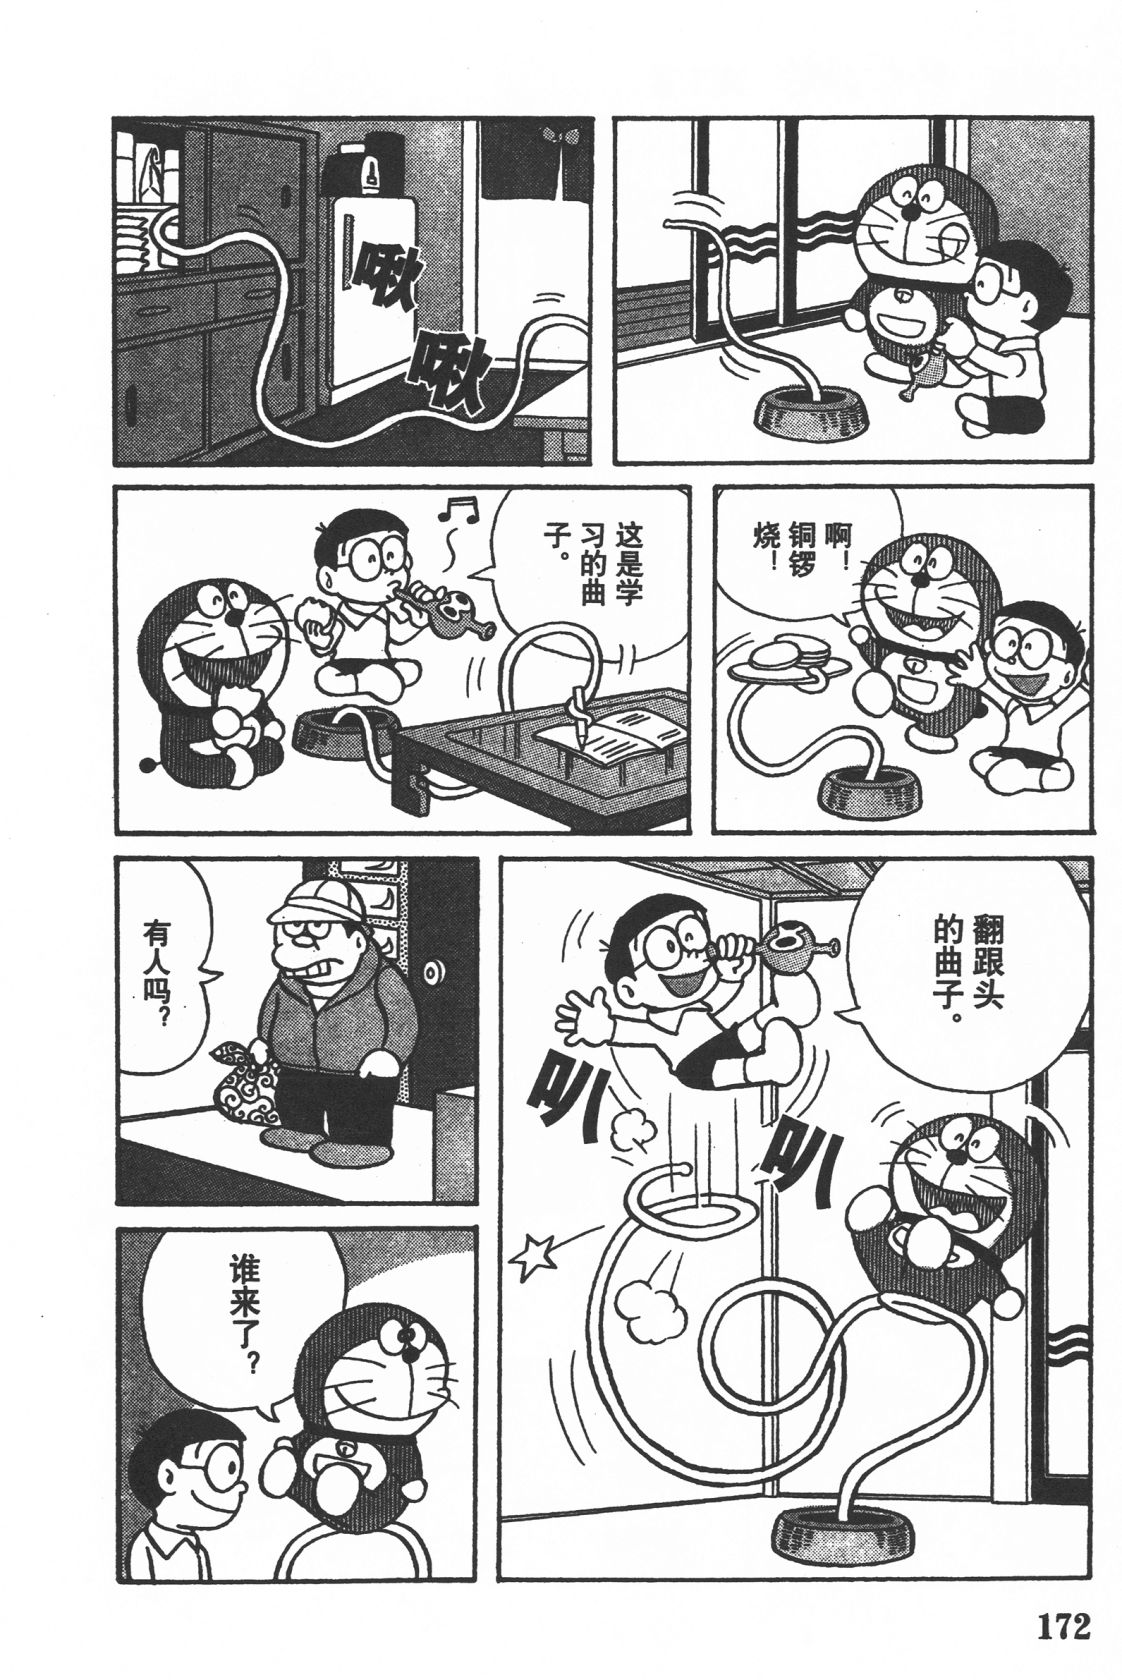 啾
啾
啊！
铜锣
烧！
这是学
习的曲
子。
翻跟头
的曲子。
叭
叭
有人吗？
谁来了？
172